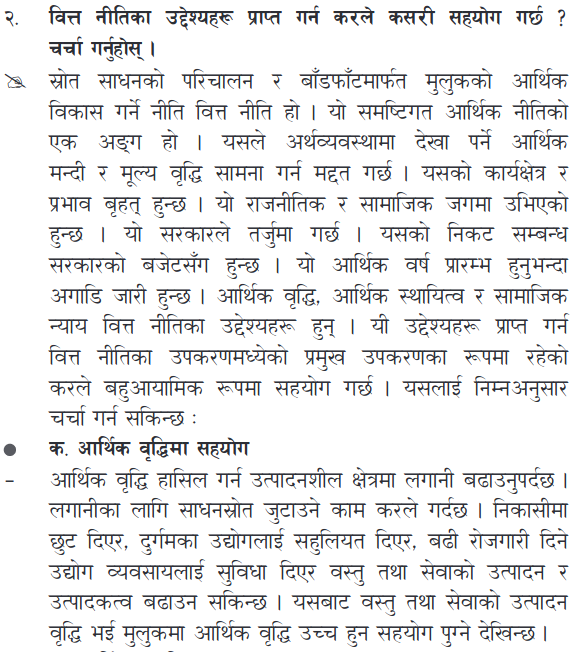 २. वित्त नीतिका उद्देश्यहरू प्राप्त गर्न करले कसरी सहयोग गर्छ ?
चर्चा गर्नुहोस् ।
स्रोत साधनको परिचालन र बाँडफाँटमार्फत मुलुकको आर्थिक
विकास गर्ने नीति वित्त नीति हो । यो समष्टिगत आर्थिक नीतिको
एक अङ्ग हो । यसले अर्थव्यवस्थामा देखा पर्ने आर्थिक
मन्दी र मूल्य वृद्धि सामना गर्न मद्दत गर्छ । यसको कार्यक्षेत्र र
प्रभाव बृहत् हुन्छ । यो राजनीतिक र सामाजिक जगमा उभिएको
हुन्छ । यो सरकारले तर्जुमा गर्छ । यसको निकट सम्बन्ध
सरकारको बजेटसँग हुन्छ । यो आर्थिक वर्ष प्रारम्भ हुनुभन्दा
अगाडि जारी हुन्छ । आर्थिक वृद्धि, आर्थिक स्थायित्व र सामाजिक
न्याय वित्त नीतिका उद्देश्यहरू हुन् । यी उद्देश्यहरू प्राप्त गर्न
वित्त नीतिका उपकरणमध्येको प्रमुख उपकरणका रूपमा रहेको
करले बहुआयामिक रूपमा सहयोग गर्छ । यसलाई निम्नअनुसार
चर्चा गर्न सकिन्छ :
● क. आर्थिक वृद्धिमा सहयोग
– आर्थिक वृद्धि हासिल गर्न उत्पादनशील क्षेत्रमा लगानी बढाउनुपर्दछ ।
लगानीका लागि साधनस्रोत जुटाउने काम करले गर्दछ । निकासीमा
छुट दिएर, दुर्गमका उद्योगलाई सहुलियत दिएर, बढी रोजगारी दिने
उद्योग व्यवसायलाई सुविधा दिएर वस्तु तथा सेवाको उत्पादन र
उत्पादकत्व बढाउन सकिन्छ । यसबाट वस्तु तथा सेवाको उत्पादन
वृद्धि भई मुलुकमा आर्थिक वृद्धि उच्च हुन सहयोग पुग्ने देखिन्छ ।